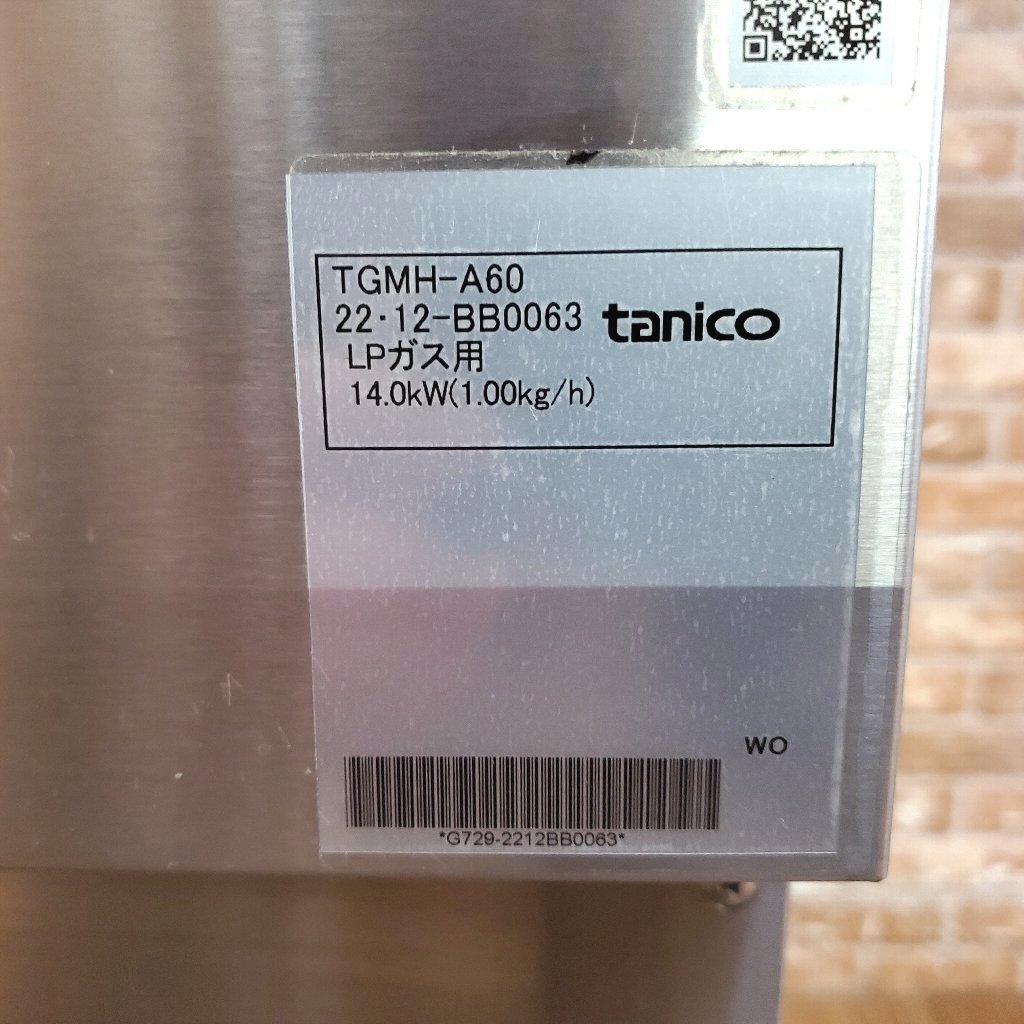 TGMH-A60
22・12-BB0063 tanico
LPガス用
14.0kW(1.00kg/h)
WO
*G729-2212BB0063*